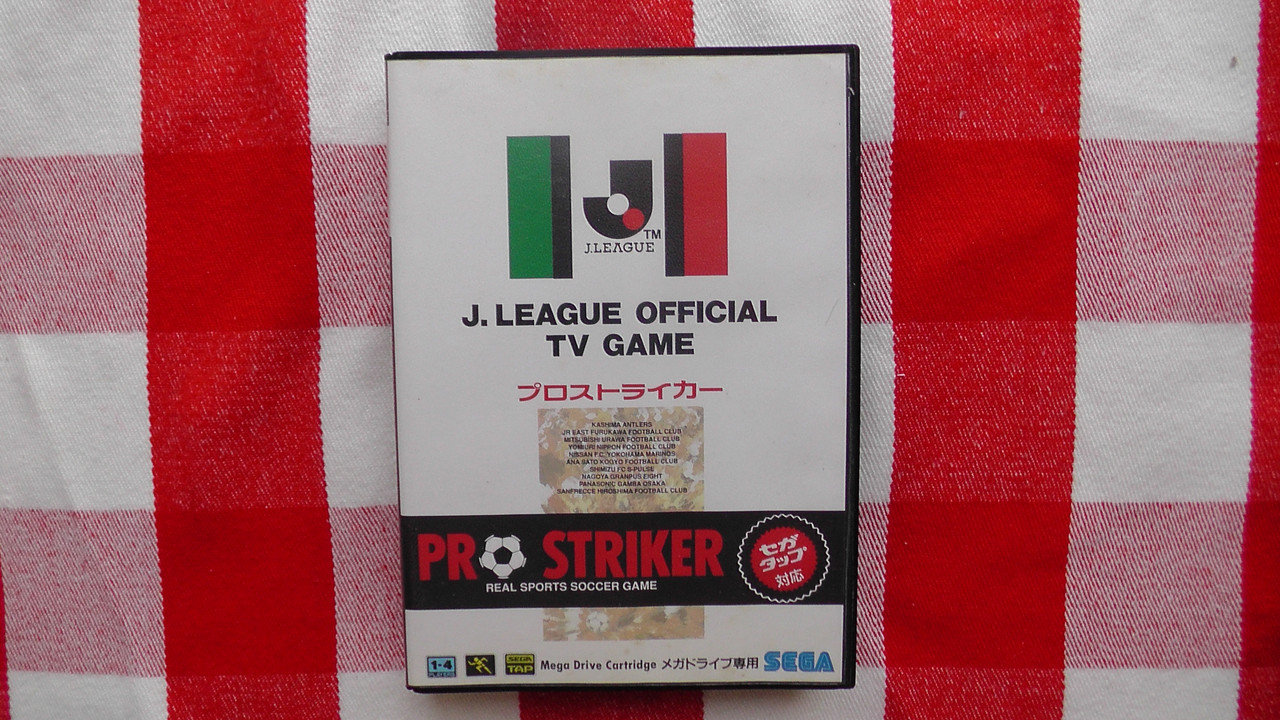 TM
J.LEAGUE
J. LEAGUE OFFICIAL
TV GAME
プロストライカー
KASHIMA ANTLERS
JR EAST FURUKAWA FOOTBALL CLUB
MITSUBISHI URAWA FOOTBALL CLUB
YOMIURI NIPPON FOOTBALL CLUB
NISSAN F.C. YOKOHAMA MARINOS
ANA SATO KOGYO FOOTBALL CLUB
SHIMIZU FC S-PULSE
NAGOYA GRANPUS EIGHT
PANASONIC GAMBA OSAKA
SANFRECCE HIROSHIMA FOOTBALL CLUB
PRO STRIKER
REAL SPORTS SOCCER GAME
セガ
タップ
対応
1-4
PLAYERS
SEGA
TAP
Mega Drive Cartridge メガドライブ専用 SEGA